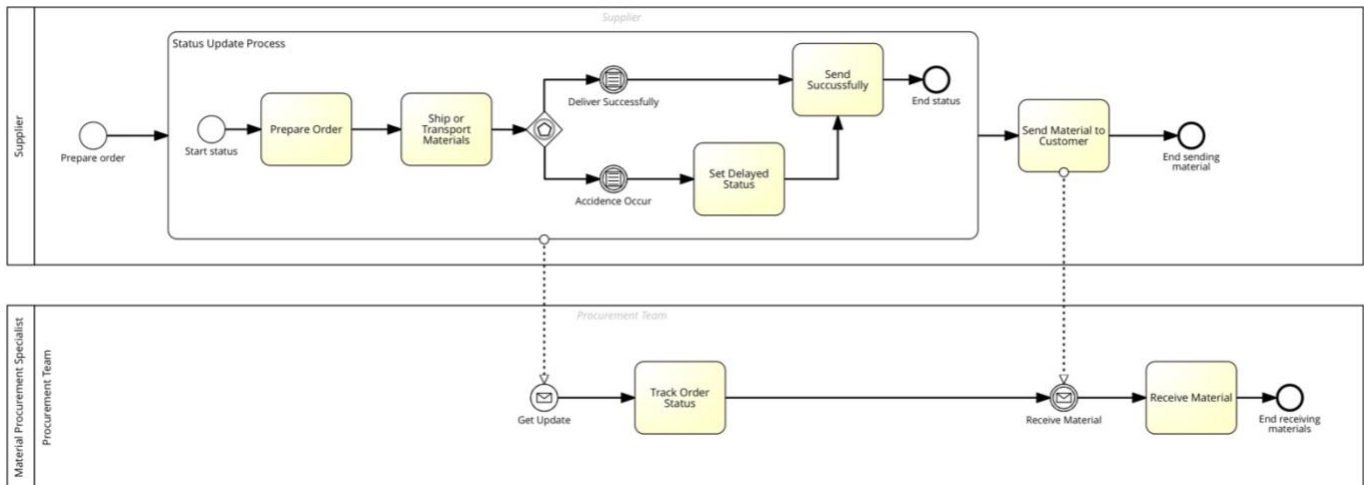 Supplier
Supplier
Status Update Process
Prepare order
Start status
Prepare Order
Ship or
Transport
Materials
Deliver Successfully
Accidence Occur
Set Delayed
Status
Send
Succussfully
End status
Send Material to
Customer
End sending
material
Material Procurement Specialist
Procurement Team
Procurement Team
Get Update
Track Order
Status
Receive Material
Receive Material
End receiving
materials